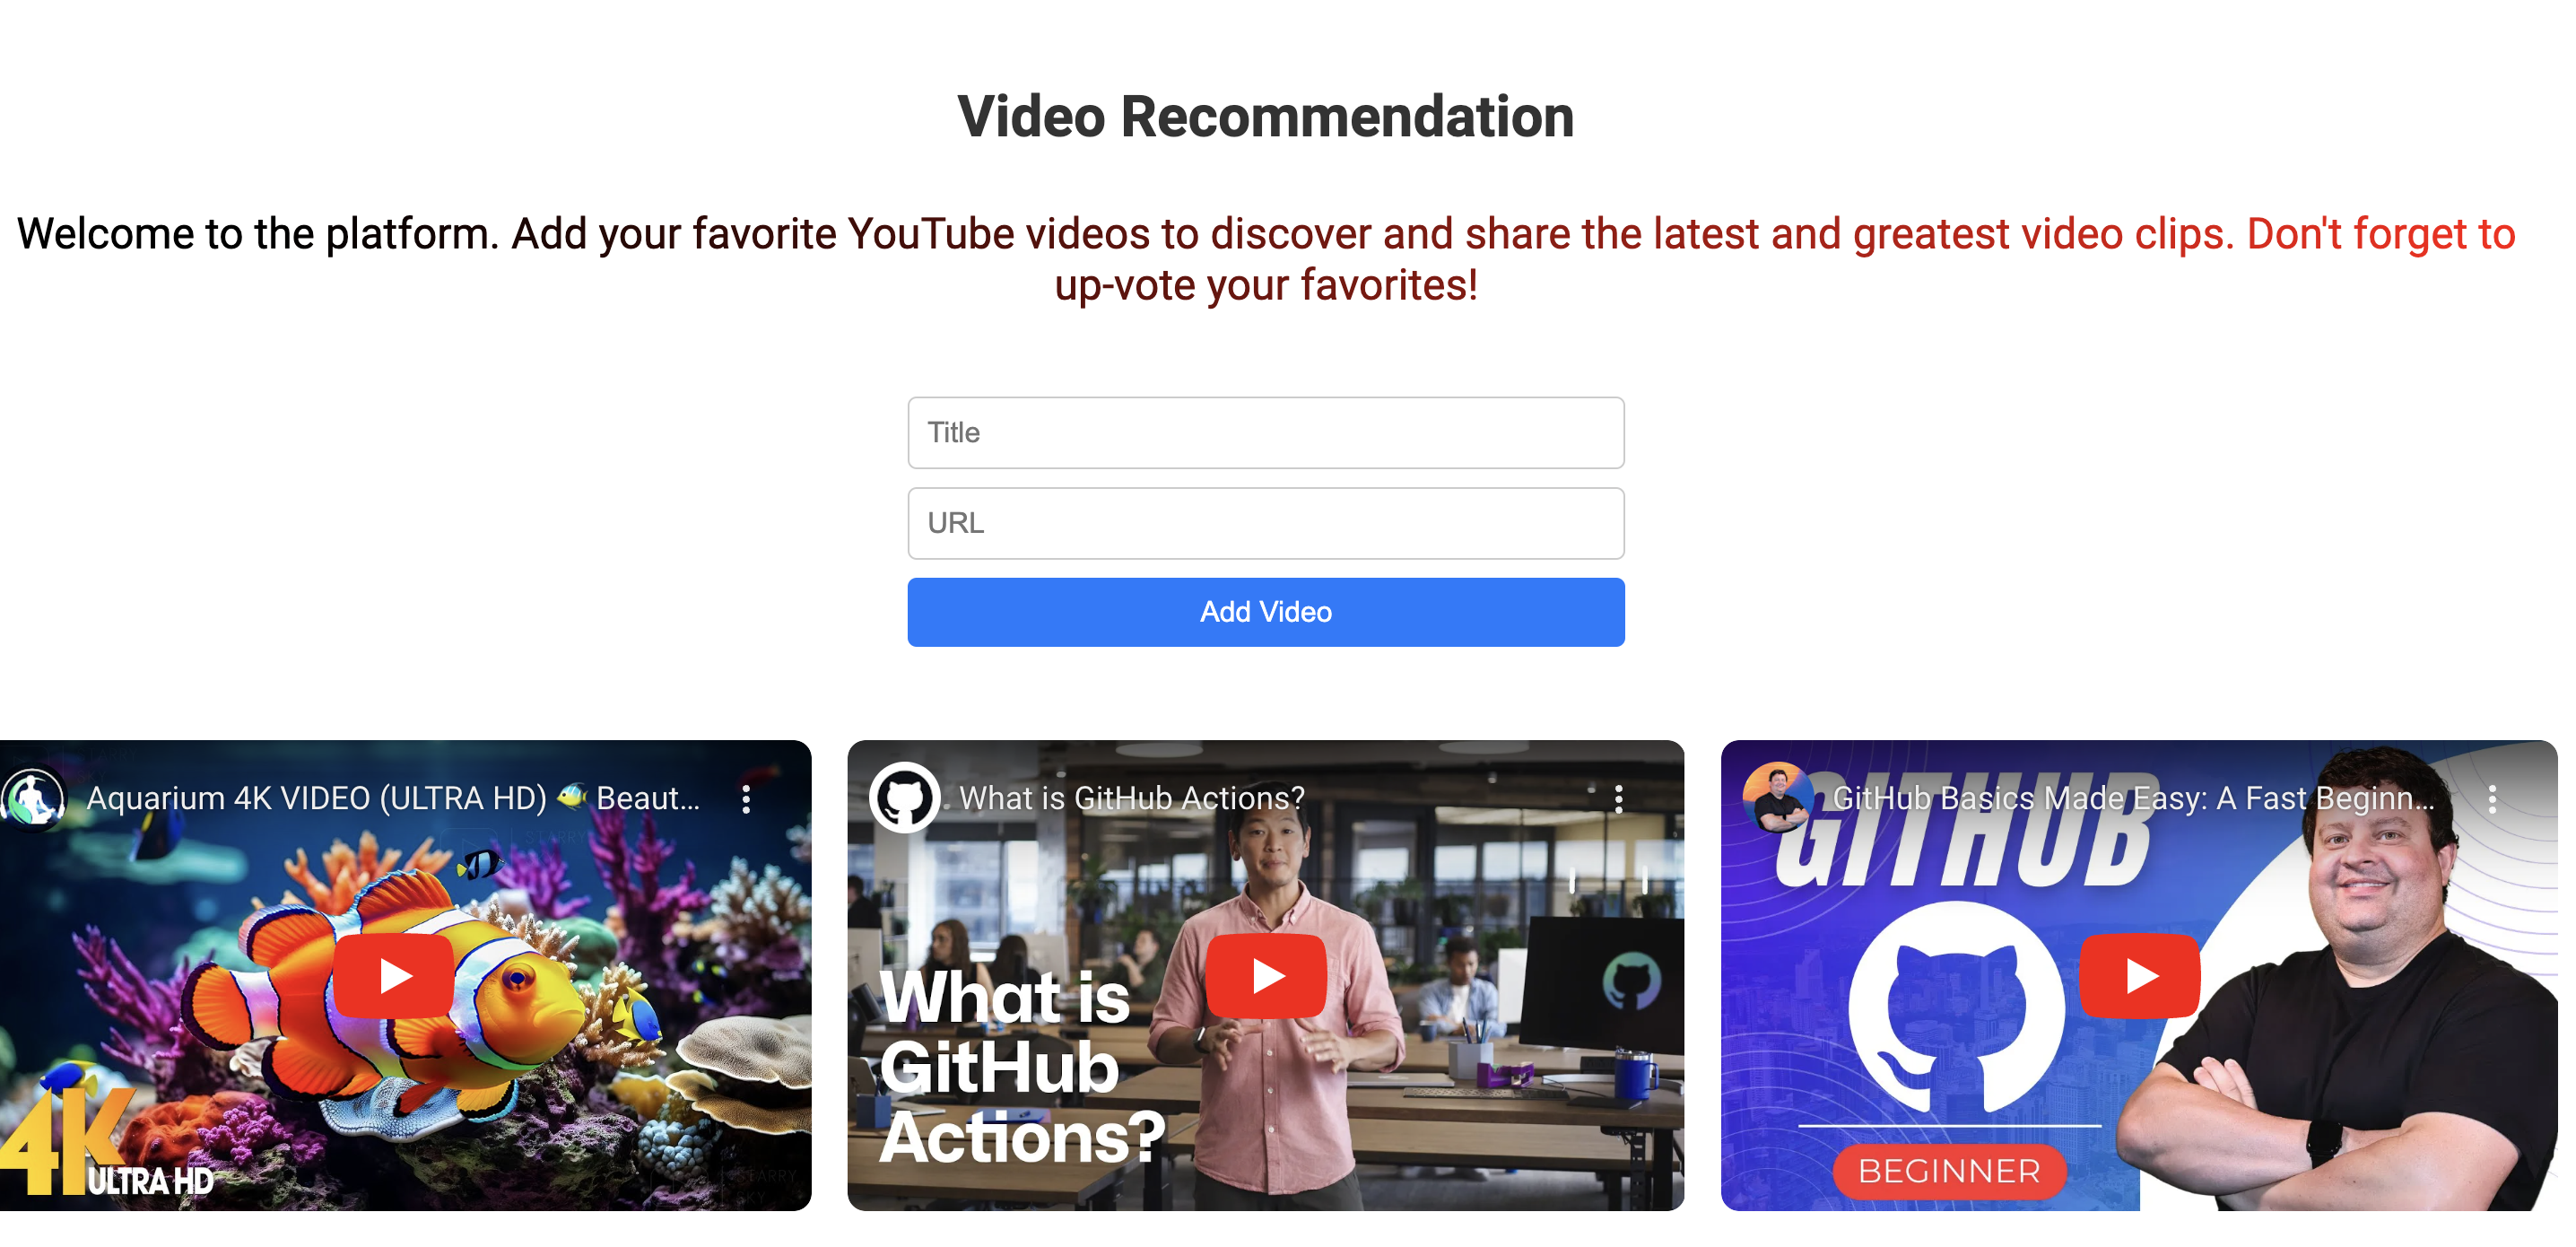 Video Recommendation
Welcome to the platform. Add your favorite YouTube videos to discover and share the latest and greatest video clips. Don't forget to
up-vote your favorites!
Title
URL
Add Video
Aquarium 4K VIDEO (ULTRA HD) 🐠 Beaut...
STARRY
4K
ULTRA HD
STARRY
SKY
What is GitHub Actions?
What is
GitHub
Actions?
GitHub Basics Made Easy: A Fast Beginn...
GITHUB
BEGINNER